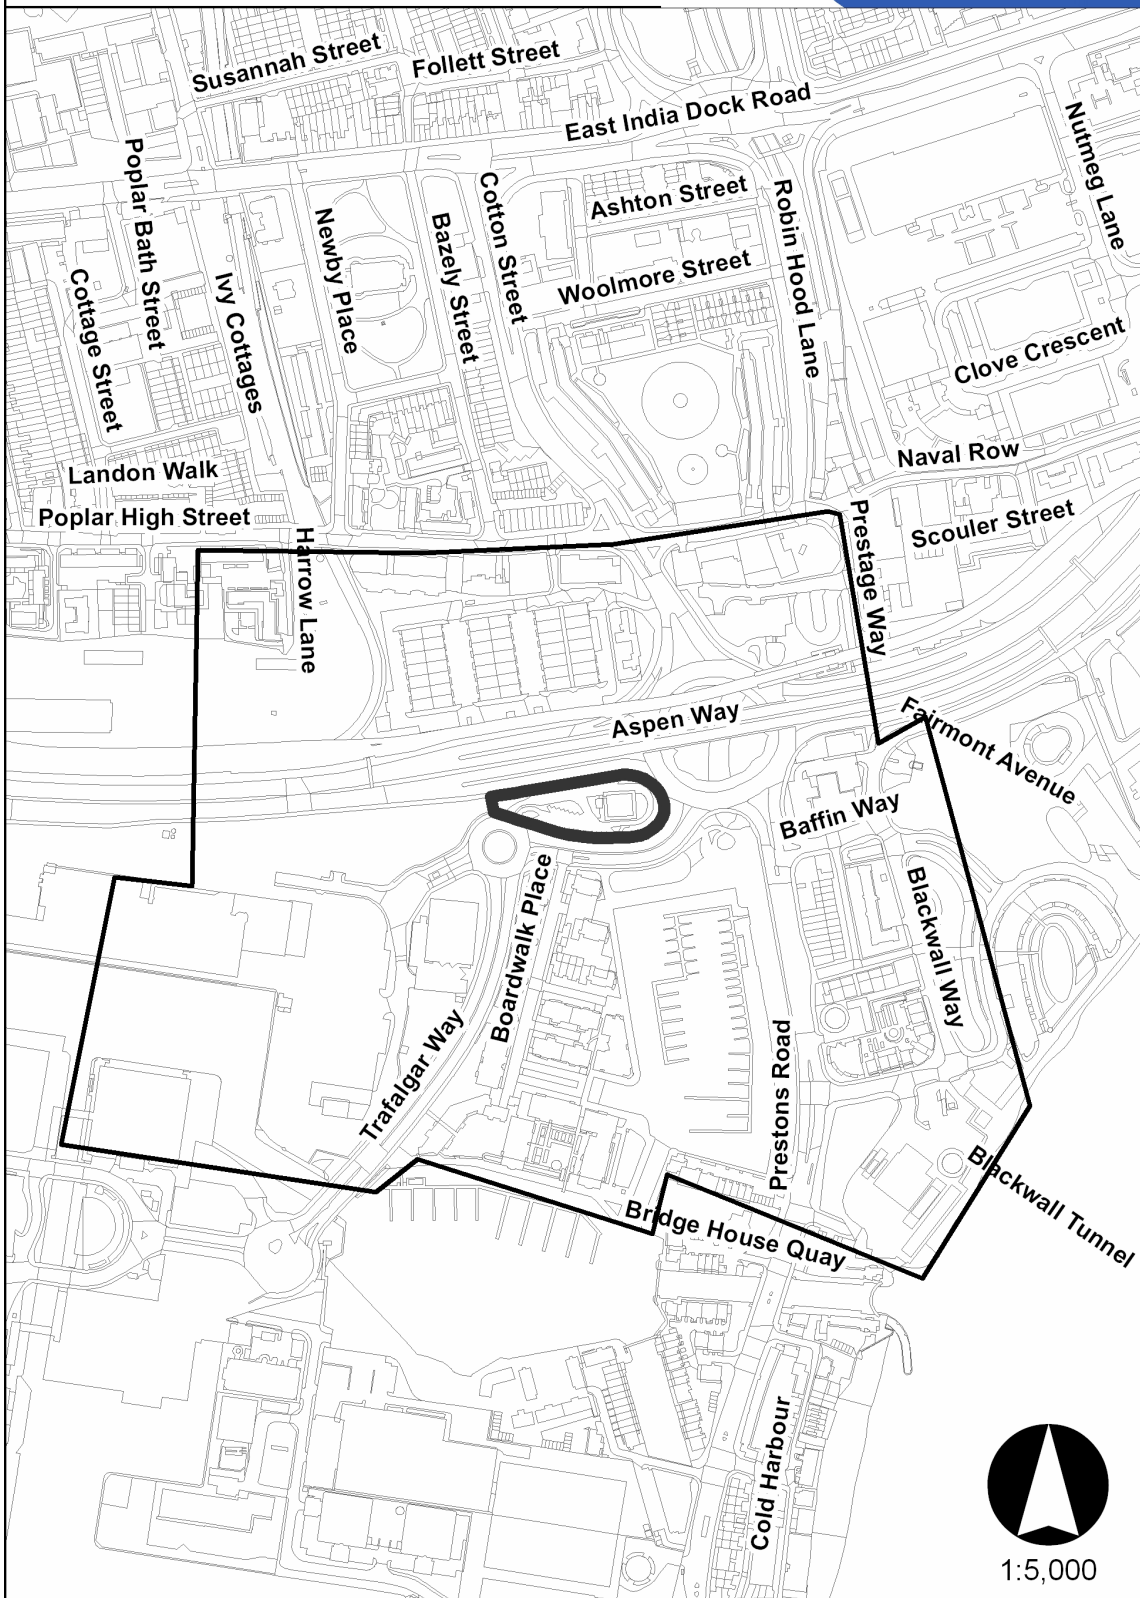 Susannah Street
Follett Street
East India Dock Road
Nutmeg Lane
Poplar Bath Street
Cotton Street
Ashton Street
Robin Hood Lane
Newby Place
Bazely Street
Woolmore Street
Cottage Street
Ivy Cottages
Clove Crescent
Landon Walk
Naval Row
Poplar High Street
Scouler Street
Harrow Lane
Prestage Way
Aspen Way
Fairmont Avenue
Baffin Way
Boardwalk Place
Blackwall Way
Trafalgar Way
Prestons Road
Blackwall Tunnel
Bridge House Quay
Cold Harbour
1:5,000